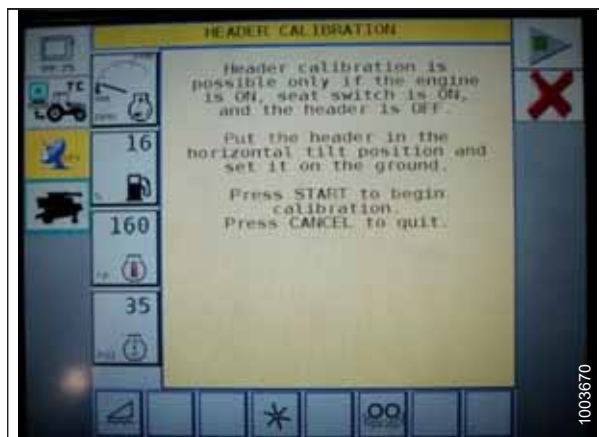 HEADER CALIBRATION
Header calibration is
possible only if the engine
is ON, seat switch is ON,
and the header is OFF.
Put the header in the
horizontal tilt position and
set it on the ground.
Press START to begin
calibration.
Press CANCEL to quit.
TC
16
160
35
1003670